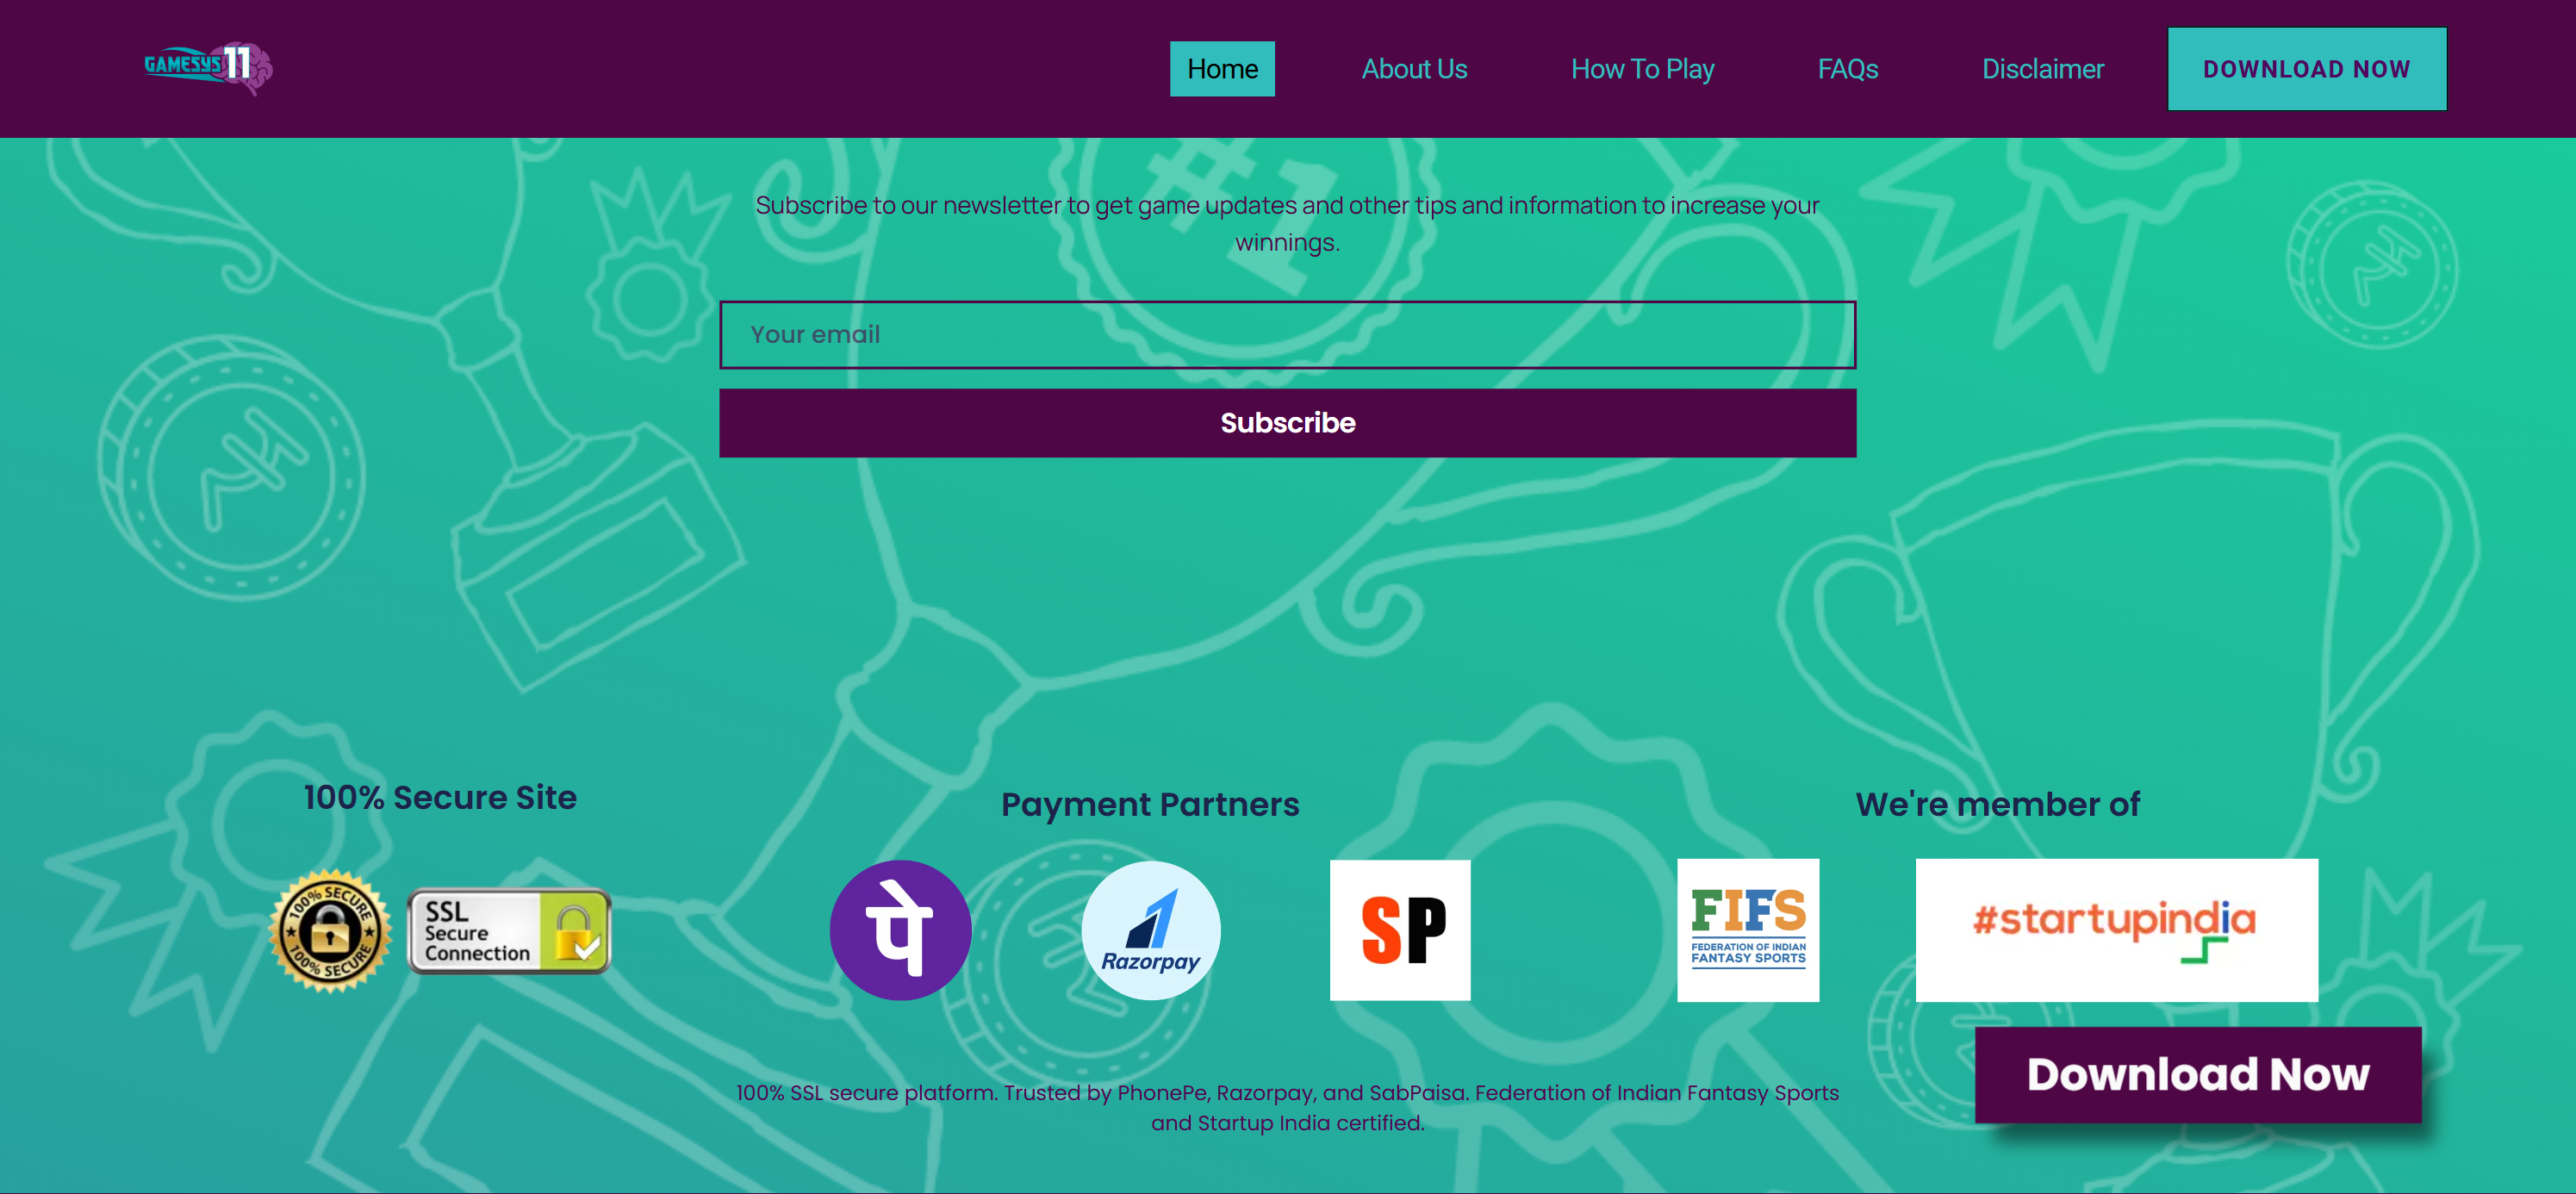 GAMESYS 11
Home
About Us
How To Play
FAQs
Disclaimer
DOWNLOAD NOW
#1
Subscribe to our newsletter to get game updates and other tips and information to increase your
winnings.
Your email
Subscribe
100% Secure Site
100% SECURE
100% SECURE
SSL
Secure
Connection
Payment Partners
पे
Razorpay
SP
We're member of
FIFS
FEDERATION OF INDIAN
FANTASY SPORTS
#startupindia
100% SSL secure platform. Trusted by PhonePe, Razorpay, and SabPaisa. Federation of Indian Fantasy Sports
and Startup India certified.
Download Now